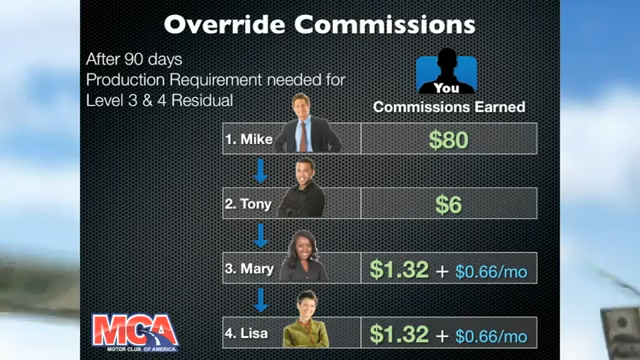 Override Commissions
After 90 days
Production Requirement needed for
Level 3 & 4 Residual
You
Commissions Earned
1. Mike $80
2. Tony $6
3. Mary $1.32 + $0.66/mo
4. Lisa $1.32 + $0.66/mo
MCA
MOTOR CLUB OF AMERICA